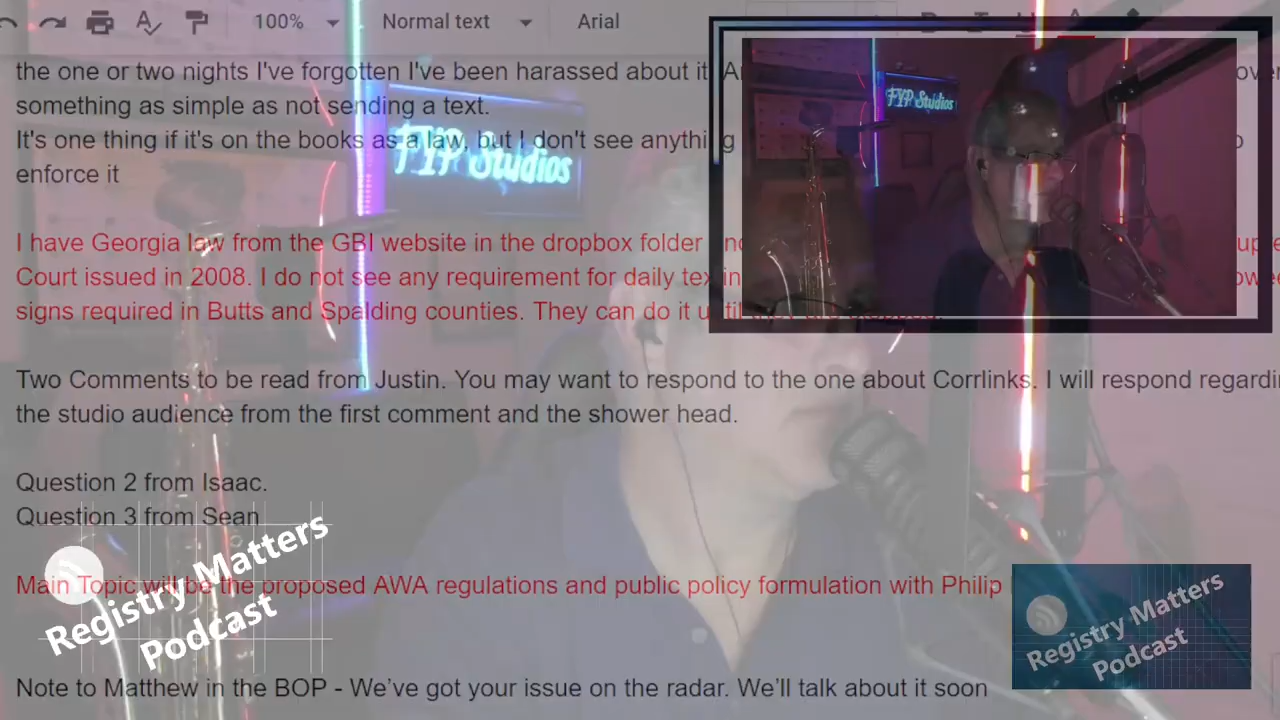 100% Normal text Arial
the one or two nights I've forgotten I've been harassed about it
something as simple as not sending a text.
It's one thing if it's on the books as a law, but I don't see anything
enforce it
FYP Studios
FYP Studios
I have Georgia law from the GBI website in the dropbox folder
Court issued in 2008. I do not see any requirement for daily
signs required in Butts and Spalding counties. They can do it
Two Comments to be read from Justin. You may want to respond to the one about Corrlinks. I will respond
the studio audience from the first comment and the shower head.
Question 2 from Isaac.
Question 3 from Sean
Registry Matters
Podcast
Main Topic will be the proposed AWA regulations and public policy formulation with Philip
Registry Matters
Podcast
Note to Matthew in the BOP - We've got your issue on the radar. We'll talk about it soon